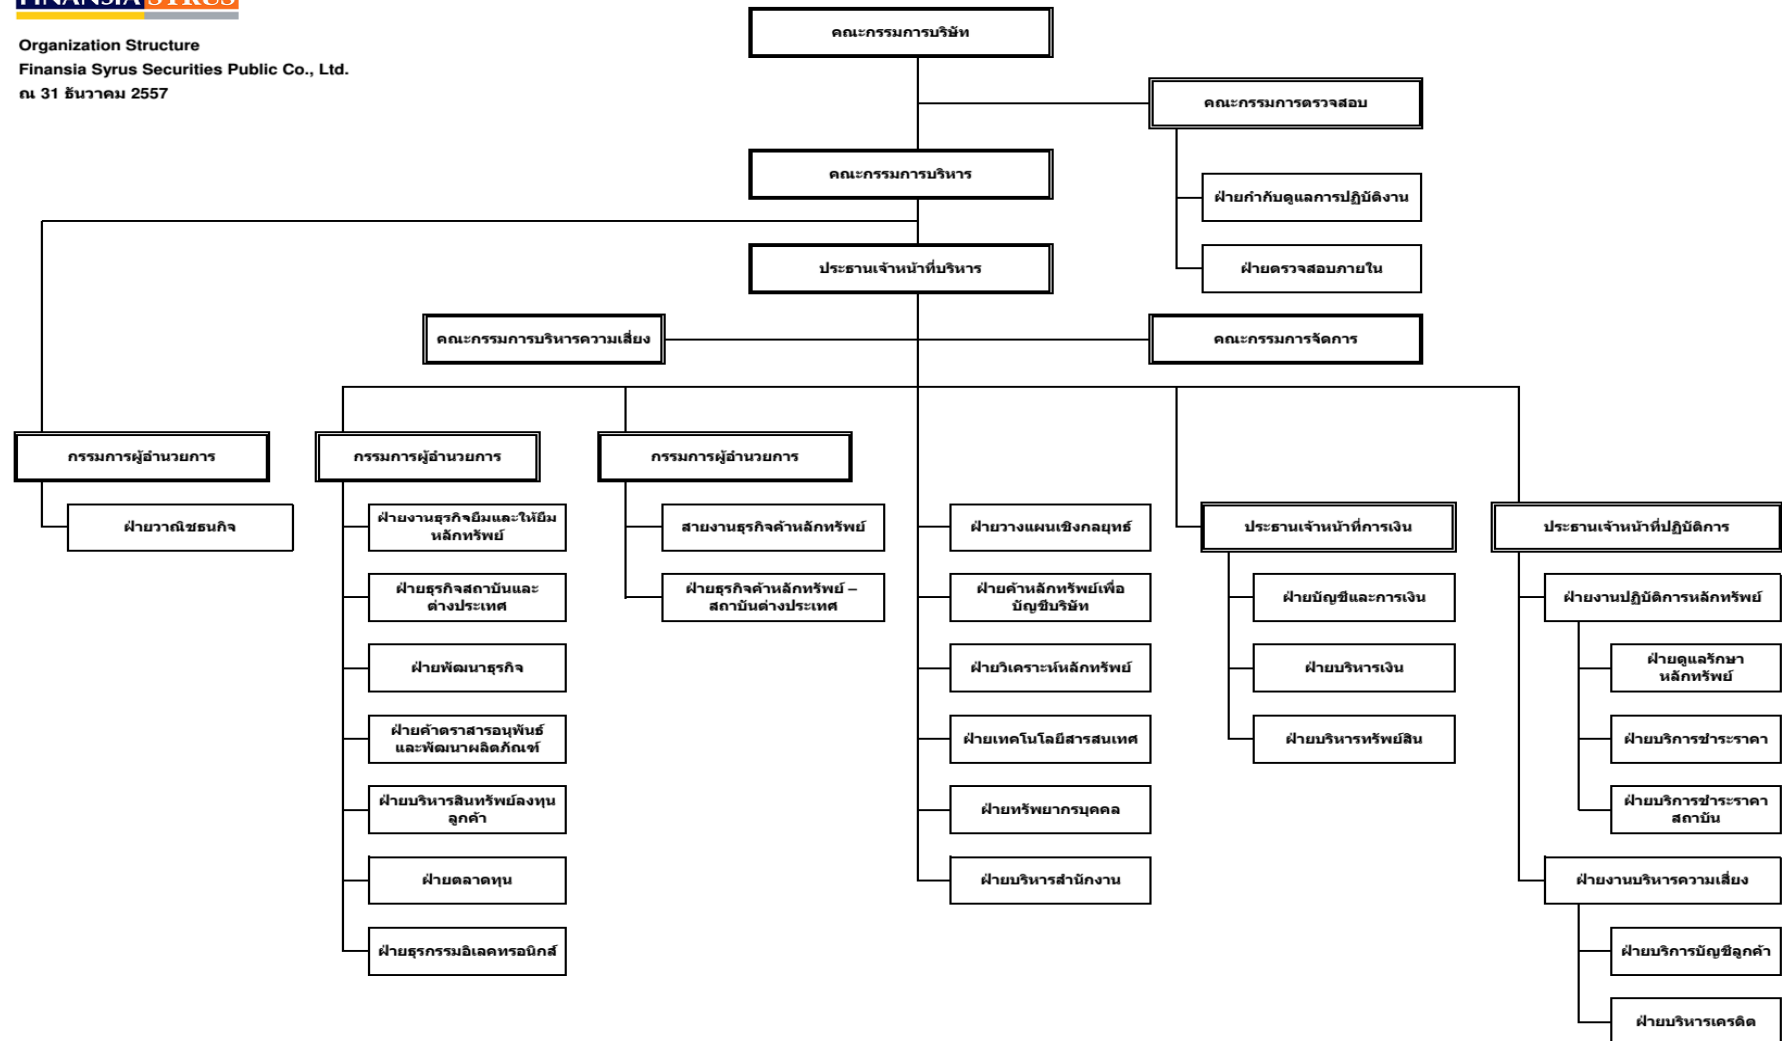 FINANSIA SYRUS
Organization Structure
Finansia Syrus Securities Public Co., Ltd.
ณ 31 ธันวาคม 2557
คณะกรรมการบริษัท
คณะกรรมการตรวจสอบ
คณะกรรมการบริหาร
ฝ่ายกำกับดูแลการปฏิบัติงาน
ประธานเจ้าหน้าที่บริหาร
ฝ่ายตรวจสอบภายใน
คณะกรรมการบริหารความเสี่ยง
คณะกรรมการจัดการ
กรรมการผู้อำนวยการ
ฝ่ายวาณิชธนกิจ
กรรมการผู้อำนวยการ
ฝ่ายงานธุรกิจยืมและให้ยืม
หลักทรัพย์
ฝ่ายธุรกิจสถาบันและ
ต่างประเทศ
ฝ่ายพัฒนาธุรกิจ
ฝ่ายค้าตราสารอนุพันธ์
และพัฒนาผลิตภัณฑ์
ฝ่ายบริหารสินทรัพย์ลงทุน
ลูกค้า
ฝ่ายตลาดทุน
ฝ่ายธุรกรรมอิเลคทรอนิกส์
กรรมการผู้อำนวยการ
สายงานธุรกิจค้าหลักทรัพย์
ฝ่ายธุรกิจค้าหลักทรัพย์ –
สถาบันต่างประเทศ
ฝ่ายวางแผนเชิงกลยุทธ์
ฝ่ายค้าหลักทรัพย์เพื่อ
บัญชีบริษัท
ฝ่ายวิเคราะห์หลักทรัพย์
ฝ่ายเทคโนโลยีสารสนเทศ
ฝ่ายทรัพยากรบุคคล
ฝ่ายบริหารสำนักงาน
ประธานเจ้าหน้าที่การเงิน
ฝ่ายบัญชีและการเงิน
ฝ่ายบริหารเงิน
ฝ่ายบริหารทรัพย์สิน
ประธานเจ้าหน้าที่ปฏิบัติการ
ฝ่ายงานปฏิบัติการหลักทรัพย์
ฝ่ายดูแลรักษา
หลักทรัพย์
ฝ่ายบริการชำระราคา
ฝ่ายบริการชำระราคา
สถาบัน
ฝ่ายงานบริหารความเสี่ยง
ฝ่ายบริการบัญชีลูกค้า
ฝ่ายบริหารเครดิต